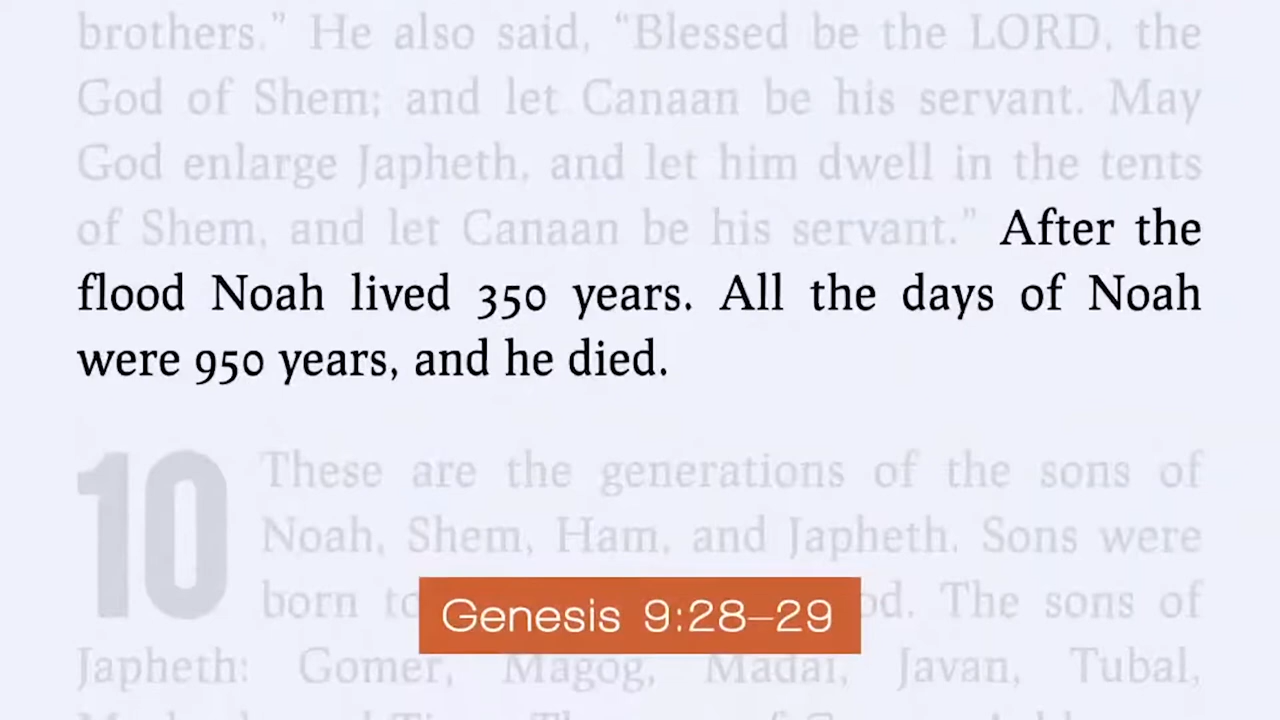 brothers.” He also said, “Blessed be the LORD, the
God of Shem; and let Canaan be his servant. May
God enlarge Japheth, and let him dwell in the tents
of Shem, and let Canaan be his servant.” After the
flood Noah lived 350 years. All the days of Noah
were 950 years, and he died.
10
These are the generations of the sons of
Noah, Shem, Ham, and Japheth. Sons were
born The sons of
Genesis 9:28–29
Japheth: Gomer, Magog, Madai, Javan, Tubal,